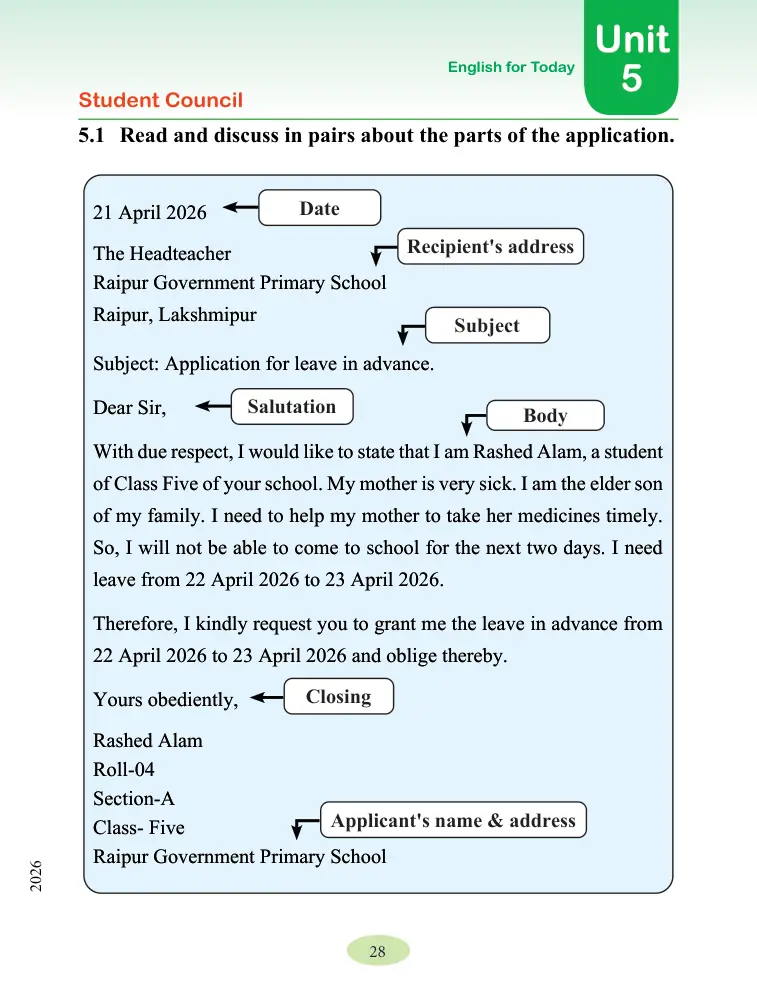 Unit
5
English for Today
Student Council
5.1 Read and discuss in pairs about the parts of the application.
21 April 2026
Date
The Headteacher
Recipient's address
Raipur Government Primary School
Raipur, Lakshmipur
Subject
Subject: Application for leave in advance.
Dear Sir,
Salutation
Body
With due respect, I would like to state that I am Rashed Alam, a student
of Class Five of your school. My mother is very sick. I am the elder son
of my family. I need to help my mother to take her medicines timely.
So, I will not be able to come to school for the next two days. I need
leave from 22 April 2026 to 23 April 2026.
Therefore, I kindly request you to grant me the leave in advance from
22 April 2026 to 23 April 2026 and oblige thereby.
Yours obediently,
Closing
Rashed Alam
Roll-04
Section-A
Class- Five
Applicant's name & address
Raipur Government Primary School
2026
28